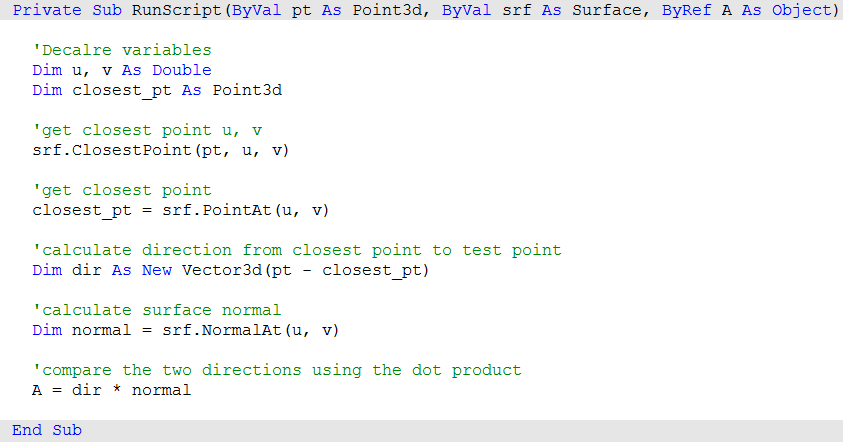 Private Sub RunScript(ByVal pt As Point3d, ByVal srf As Surface, ByRef A As Object)
'Decalre variables
Dim u, v As Double
Dim closest_pt As Point3d
'get closest point u, v
srf.ClosestPoint(pt, u, v)
'get closest point
closest_pt = srf.PointAt(u, v)
'calculate direction from closest point to test point
Dim dir As New Vector3d(pt - closest_pt)
'calculate surface normal
Dim normal = srf.NormalAt(u, v)
'compare the two directions using the dot product
A = dir * normal
End Sub